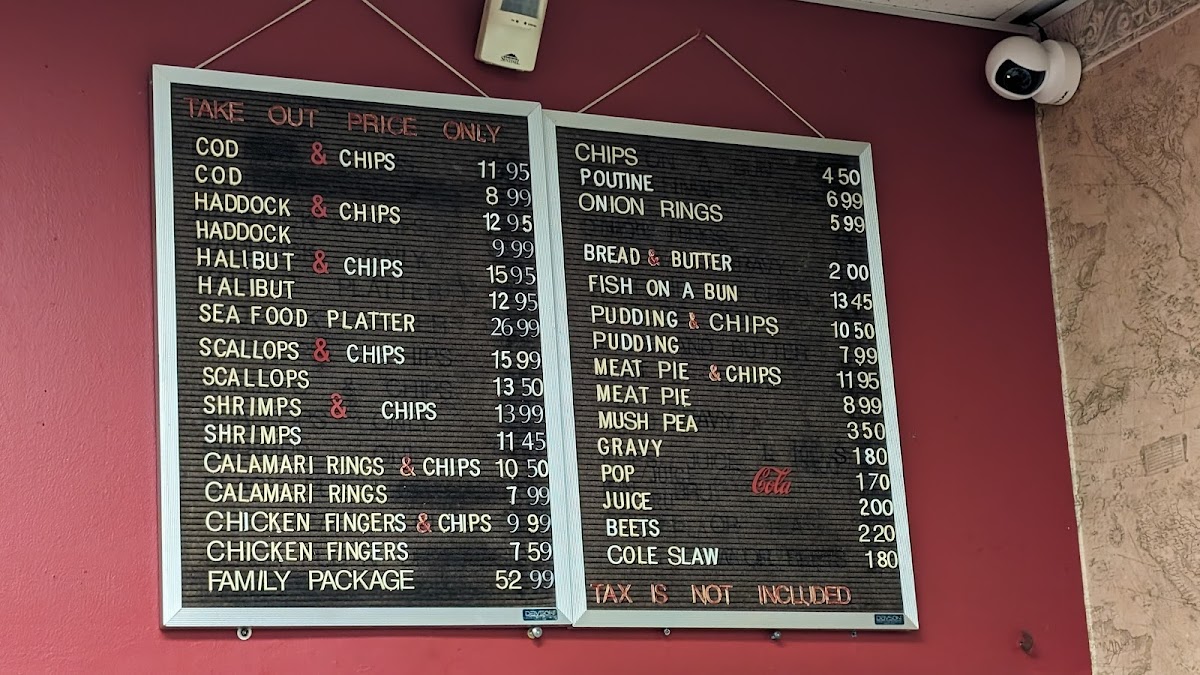 TAKE OUT PRICE ONLY
COD & CHIPS 11 95
COD 8 99
HADDOCK & CHIPS 12 95
HADDOCK 9 99
HALIBUT & CHIPS 15 95
HALIBUT 12 95
SEA FOOD PLATTER 26 99
SCALLOPS & CHIPS 15 99
SCALLOPS 13 50
SHRIMPS & CHIPS 13 99
SHRIMPS 11 45
CALAMARI RINGS & CHIPS 10 50
CALAMARI RINGS 7 99
CHICKEN FINGERS & CHIPS 9 99
CHICKEN FINGERS 7 59
FAMILY PACKAGE 52 99
CHIPS 4 50
POUTINE 6 99
ONION RINGS 5 99
BREAD & BUTTER 2 00
FISH ON A BUN 13 45
PUDDING & CHIPS 10 50
PUDDING 7 99
MEAT PIE & CHIPS 11 95
MEAT PIE 8 99
MUSH PEA 3 50
GRAVY 1 80
POP Cola 1 70
JUICE 2 00
BEETS 2 20
COLE SLAW 1 80
TAX IS NOT INCLUDED